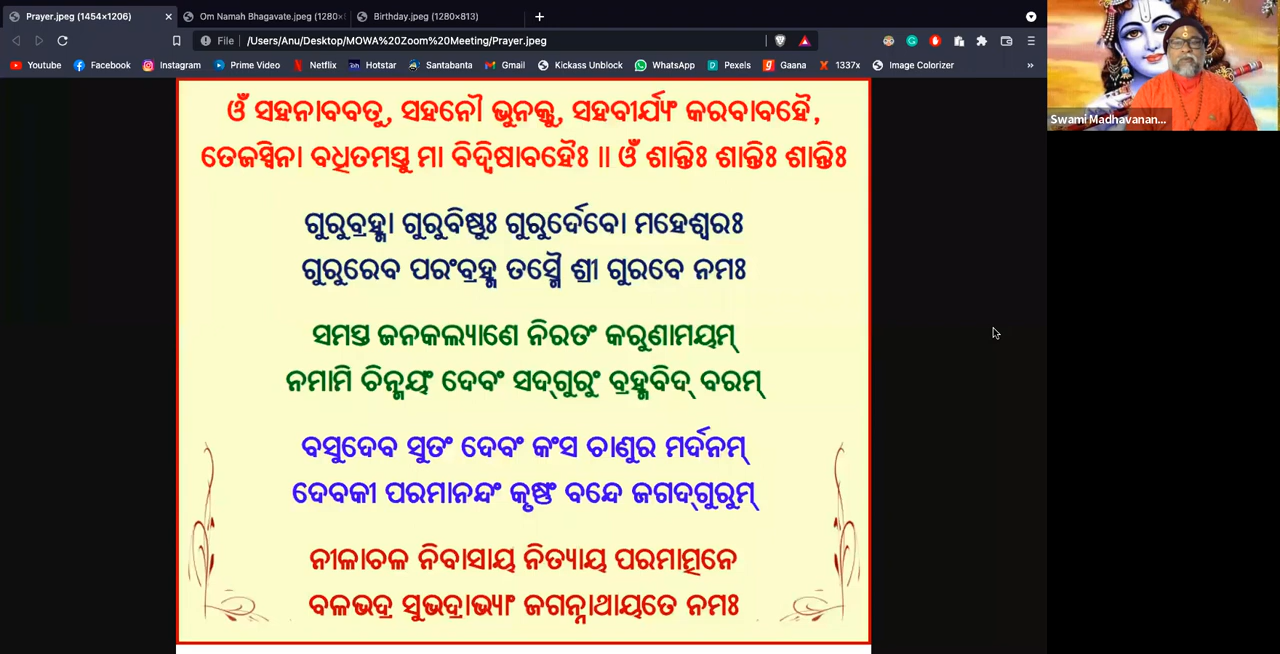 Prayer.jpeg (1454×1206)
Om Namah Bhagavate.jpeg (1280×
Birthday.jpeg (1280×813)
File
/Users/Anu/Desktop/MOWA%20Zoom%20Meeting/Prayer.jpeg
Youtube Facebook Instagram Prime Video Netflix Hotstar Santabanta Gmail Kickass Unblock WhatsApp Pexels Gaana 1337x Image Colorizer »
Swami Madhavanan...
ଓଁ ସହନାବବତୁ, ସହନୌ ଭୁନକ୍ତୁ, ସହବୀର୍ଯ୍ୟଂ କରବାବହୈ,
ତେଜସ୍ୱିନା ବଧିତମସ୍ତୁ ମା ବିଦ୍ୱିଷାବହୈଃ ॥ ଓଁ ଶାନ୍ତିଃ ଶାନ୍ତିଃ ଶାନ୍ତିଃ
ଗୁରୁବ୍ରହ୍ମା ଗୁରୁବିଷ୍ଣୁଃ ଗୁରୁର୍ଦେବୋ ମହେଶ୍ୱରଃ
ଗୁରୁରେବ ପରଂବ୍ରହ୍ମ ତସ୍ମୈ ଶ୍ରୀ ଗୁରବେ ନମଃ
ସମସ୍ତ ଜନକଲ୍ୟାଣେ ନିରତଂ କରୁଣାମୟମ୍
ନମାମି ଚିନ୍ମୟଂ ଦେବଂ ସଦ୍‌ଗୁରୁଂ ବ୍ରହ୍ମବିଦ୍ ବରମ୍
ବସୁଦେବ ସୁତଂ ଦେବଂ କଂସ ଚାଣୁର ମର୍ଦନମ୍
ଦେବକୀ ପରମାନନ୍ଦଂ କୃଷ୍ଣଂ ବନ୍ଦେ ଜଗଦ୍‌ଗୁରୁମ୍
ନୀଳାଚଳ ନିବାସାୟ ନିତ୍ୟାୟ ପରମାତ୍ମନେ
ବଳଭଦ୍ର ସୁଭଦ୍ରାଭ୍ୟାଂ ଜଗନ୍ନାଥାୟତେ ନମଃ